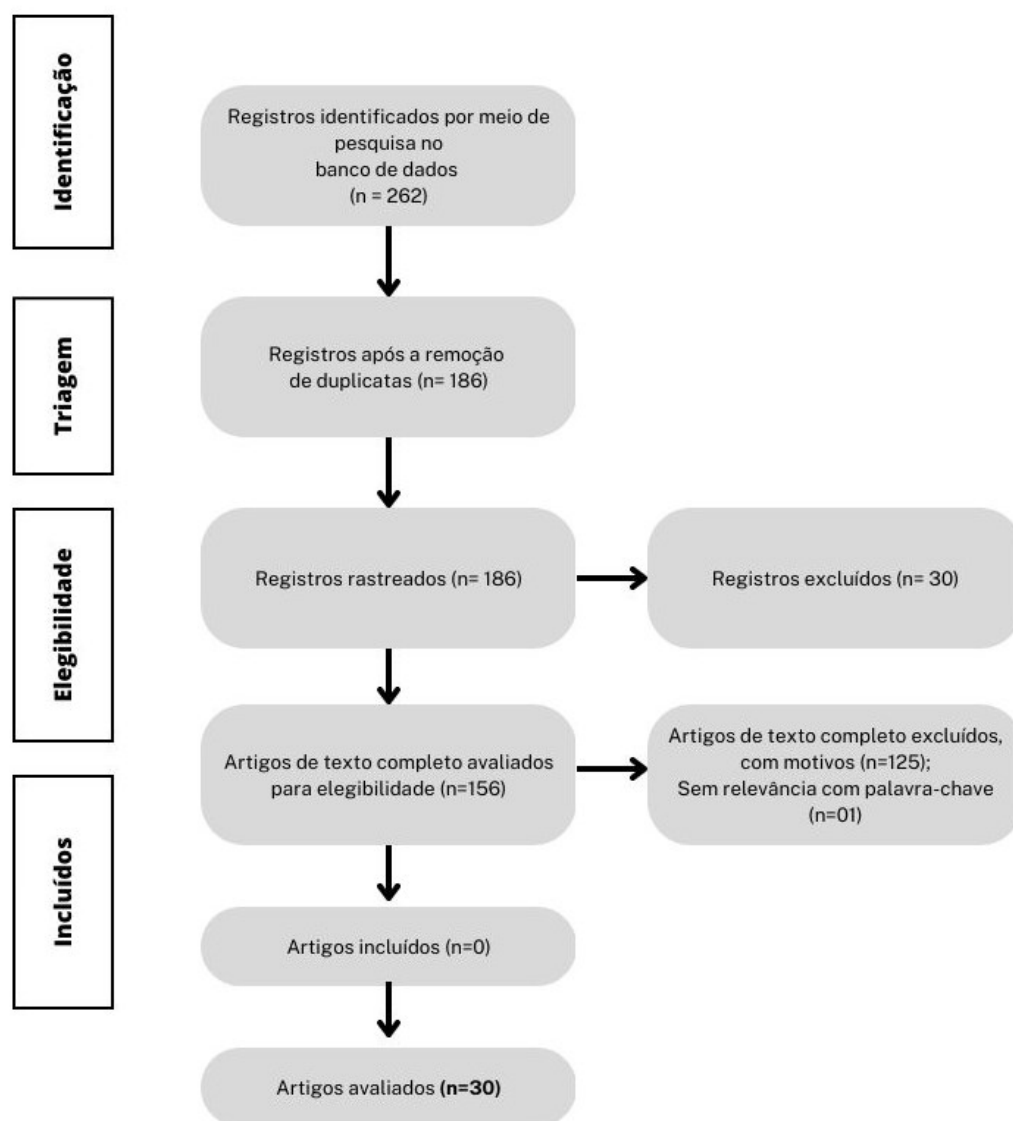 Identificação
Registros identificados por meio de
pesquisa no
banco de dados
(n = 262)
Triagem
Registros após a remoção
de duplicatas (n= 186)
Elegibilidade
Registros rastreados (n= 186)
Registros excluídos (n= 30)
Artigos de texto completo avaliados
para elegebilidade (n=156)
Artigos de texto completo excluídos,
com motivos (n=125);
Sem relevância com palavra-chave
(n=01)
Incluídos
Artigos incluídos (n=0)
Artigos avaliados (n=30)